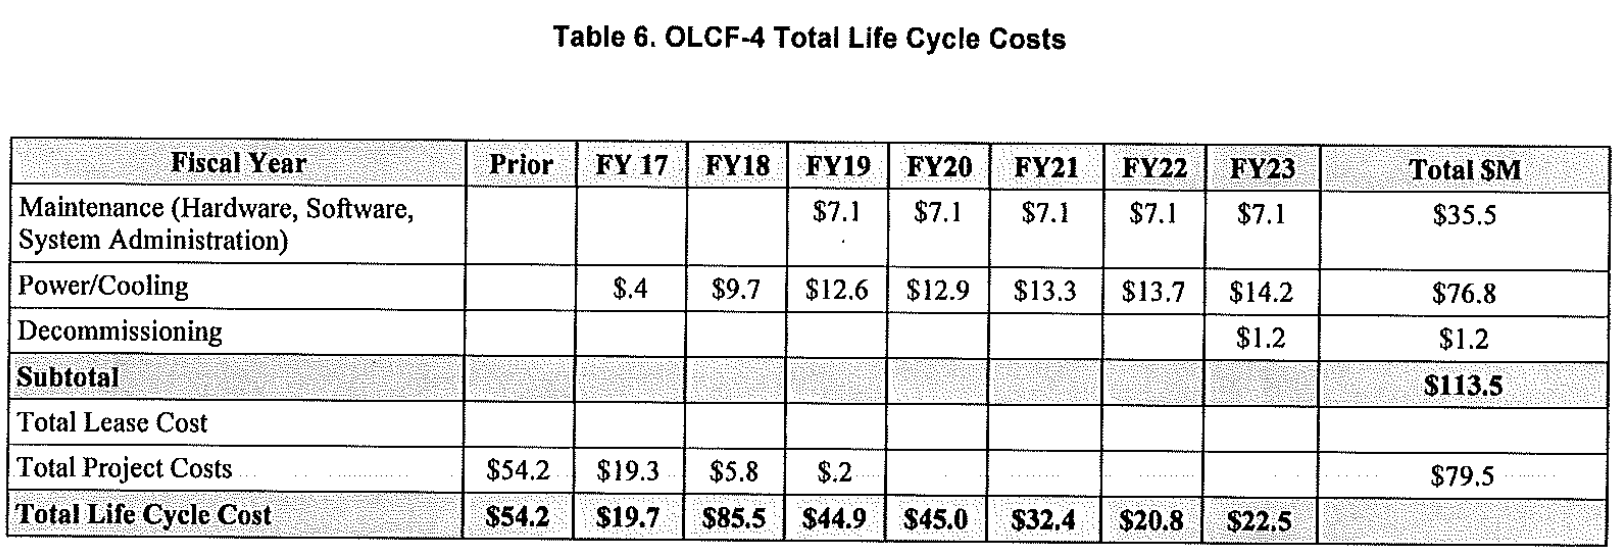 Table 6. OLCF-4 Total Life Cycle Costs
Fiscal Year Prior FY 17 FY18 FY19 FY20 FY21 FY22 FY23 Total $M
Maintenance (Hardware, Software, $7.1 $7.1 $7.1 $7.1 $7.1 $35.5
System Administration)
Power/Cooling $.4 $9.7 $12.6 $12.9 $13.3 $13.7 $14.2 $76.8
Decommissioning $1.2 $1.2
Subtotal $113.5
Total Lease Cost
Total Project Costs $54.2 $19.3 $5.8 $.2 $79.5
Total Life Cycle Cost $54.2 $19.7 $85.5 $44.9 $45.0 $32.4 $20.8 $22.5